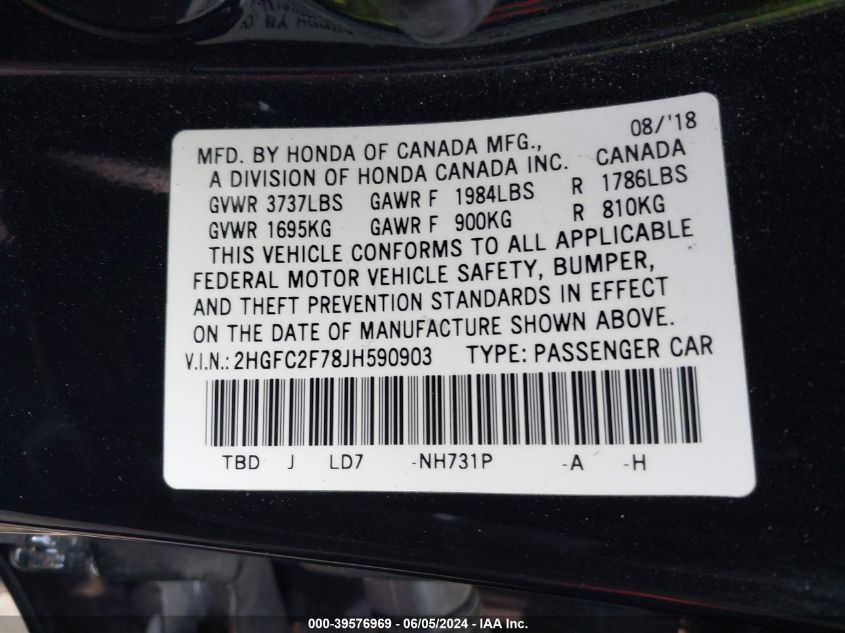 MFD. BY HONDA OF CANADA MFG., 08/'18
A DIVISION OF HONDA CANADA INC. CANADA
GVWR 3737LBS GAWR F 1984LBS R 1786LBS
GVWR 1695KG GAWR F 900KG R 810KG
THIS VEHICLE CONFORMS TO ALL APPLICABLE
FEDERAL MOTOR VEHICLE SAFETY, BUMPER,
AND THEFT PREVENTION STANDARDS IN EFFECT
ON THE DATE OF MANUFACTURE SHOWN ABOVE.
V.I.N.: 2HGFC2F78JH590903 TYPE: PASSENGER CAR
TBD J LD7 -NH731P -A -H
000-39576969 - 06/05/2024 - IAA Inc.